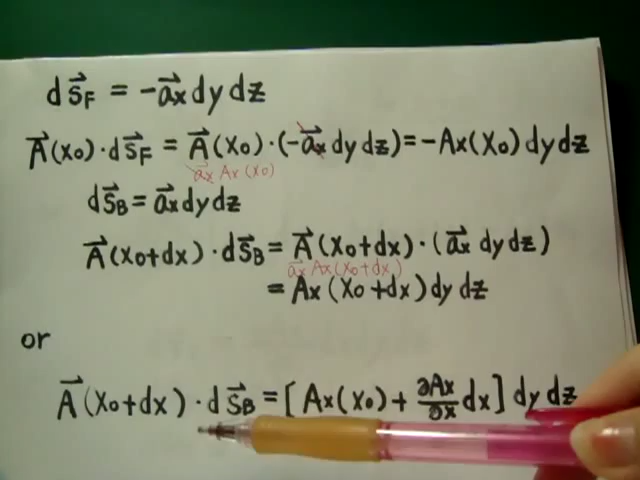 dS⃗F = -a⃗x dy dz
A⃗(x0)·dS⃗F = A⃗(x0)·(-a⃗x dy dz) = -Ax(x0) dy dz
a⃗x Ax(x0)
dS⃗B = a⃗x dy dz
A⃗(x0+dx)·dS⃗B = A⃗(x0+dx)·(a⃗x dy dz)
a⃗x Ax(x0+dx)
= Ax(x0+dx) dy dz
or
A⃗(x0+dx)·dS⃗B = [Ax(x0) + ∂Ax/∂x dx] dy dz